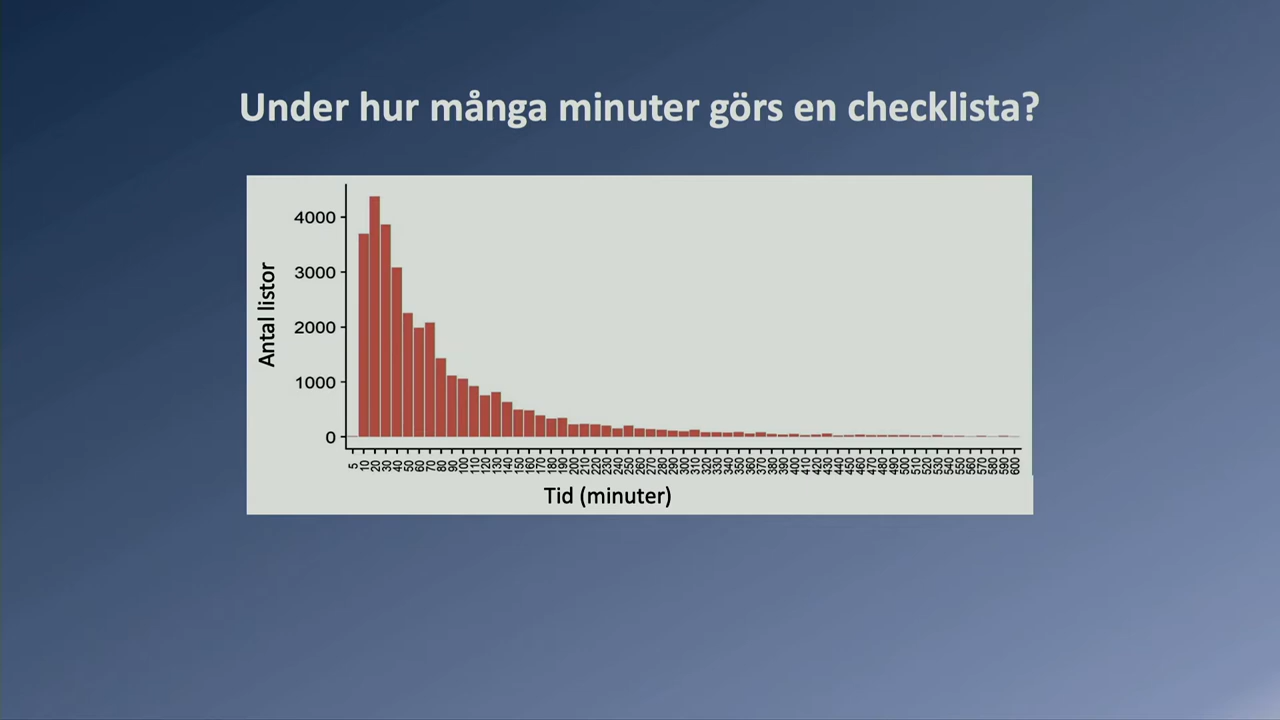 Under hur många minuter görs en checklista?
Antal listor
4000
3000
2000
1000
0
5 10 20 30 40 50 60 70 80 90 100 110 120 130 140 150 160 170 180 190 200 210 220 230 240 250 260 270 280 290 300 310 320 330 340 350 360 370 380 390 400 410 420 430 440 450 460 470 480 490 500 510 520 530 540 550 560 570 580 590 600
Tid (minuter)